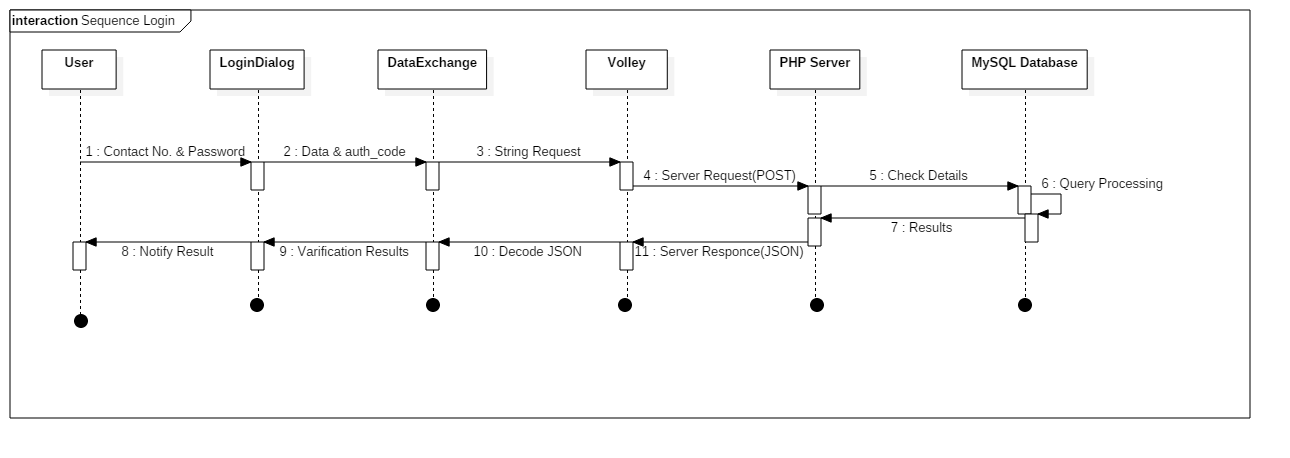 interaction Sequence Login
User
LoginDialog
DataExchange
Volley
PHP Server
MySQL Database
1 : Contact No. & Password
2 : Data & auth_code
3 : String Request
4 : Server Request(POST)
5 : Check Details
6 : Query Processing
7 : Results
8 : Notify Result
9 : Varification Results
10 : Decode JSON
11 : Server Responce(JSON)